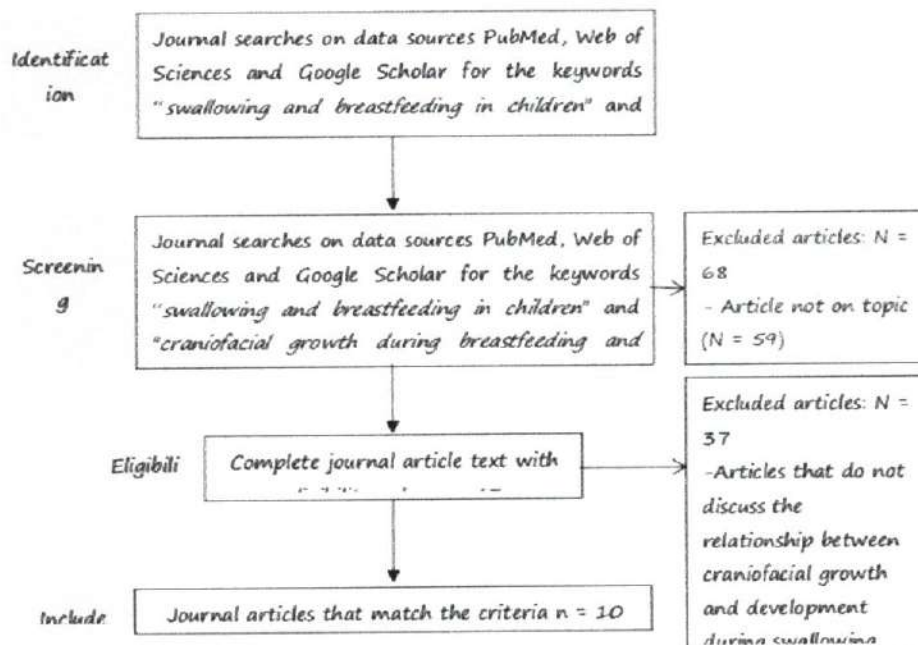 Identificat
ion
Journal searches on data sources PubMed, Web of
Sciences and Google Scholar for the keywords
"swallowing and breastfeeding in children" and
Screenin
g
Journal searches on data sources PubMed, Web of
Sciences and Google Scholar for the keywords
"swallowing and breastfeeding in children" and
"craniofacial growth during breastfeeding and
Excluded articles: N =
68
- Article not on topic
(N = 59)
Eligibili
Complete journal article text with
Excluded articles: N =
37
-Articles that do not
discuss the
relationship between
craniofacial growth
and development
during swallowing
Include
Journal articles that match the criteria n = 10